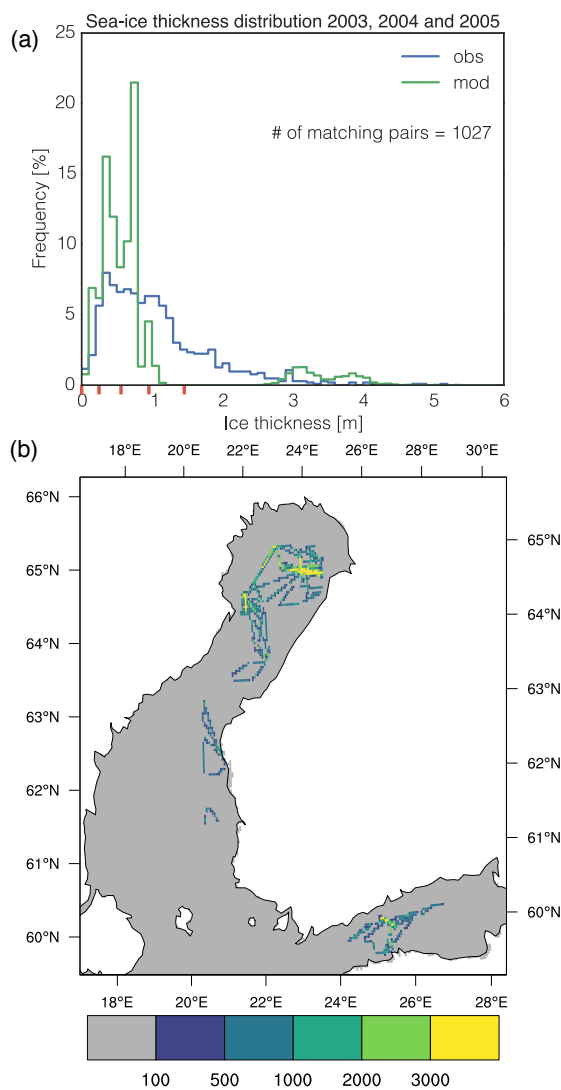 Sea-ice thickness distribution 2003, 2004 and 2005
(a)
25
20
15
10
5
0
Frequency [%]
obs
mod
# of matching pairs = 1027
0 1 2 3 4 5 6
Ice thickness [m]
(b)
18°E 20°E 22°E 24°E 26°E 28°E 30°E
66°N
65°N
64°N
63°N
62°N
61°N
60°N
65°N
64°N
63°N
62°N
61°N
60°N
18°E 20°E 22°E 24°E 26°E 28°E
100 500 1000 2000 3000